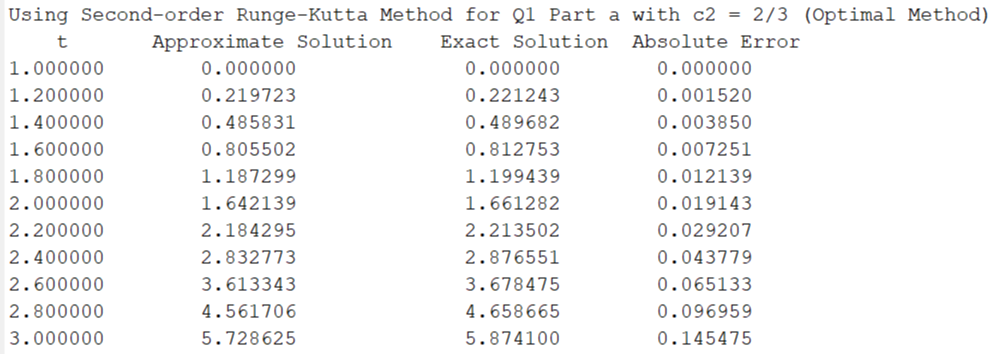 Using Second-order Runge-Kutta Method for Q1 Part a with c2 = 2/3 (Optimal Method)
t Approximate Solution Exact Solution Absolute Error
1.000000 0.000000 0.000000 0.000000
1.200000 0.219723 0.221243 0.001520
1.400000 0.485831 0.489682 0.003850
1.600000 0.805502 0.812753 0.007251
1.800000 1.187299 1.199439 0.012139
2.000000 1.642139 1.661282 0.019143
2.200000 2.184295 2.213502 0.029207
2.400000 2.832773 2.876551 0.043779
2.600000 3.613343 3.678475 0.065133
2.800000 4.561706 4.658665 0.096959
3.000000 5.728625 5.874100 0.145475